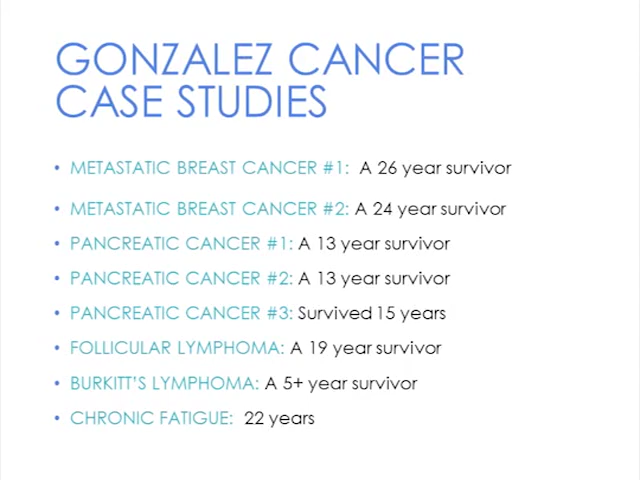 GONZALEZ CANCER
CASE STUDIES
• METASTATIC BREAST CANCER #1: A 26 year survivor
• METASTATIC BREAST CANCER #2: A 24 year survivor
• PANCREATIC CANCER #1: A 13 year survivor
• PANCREATIC CANCER #2: A 13 year survivor
• PANCREATIC CANCER #3: Survived 15 years
• FOLLICULAR LYMPHOMA: A 19 year survivor
• BURKITT'S LYMPHOMA: A 5+ year survivor
• CHRONIC FATIGUE: 22 years